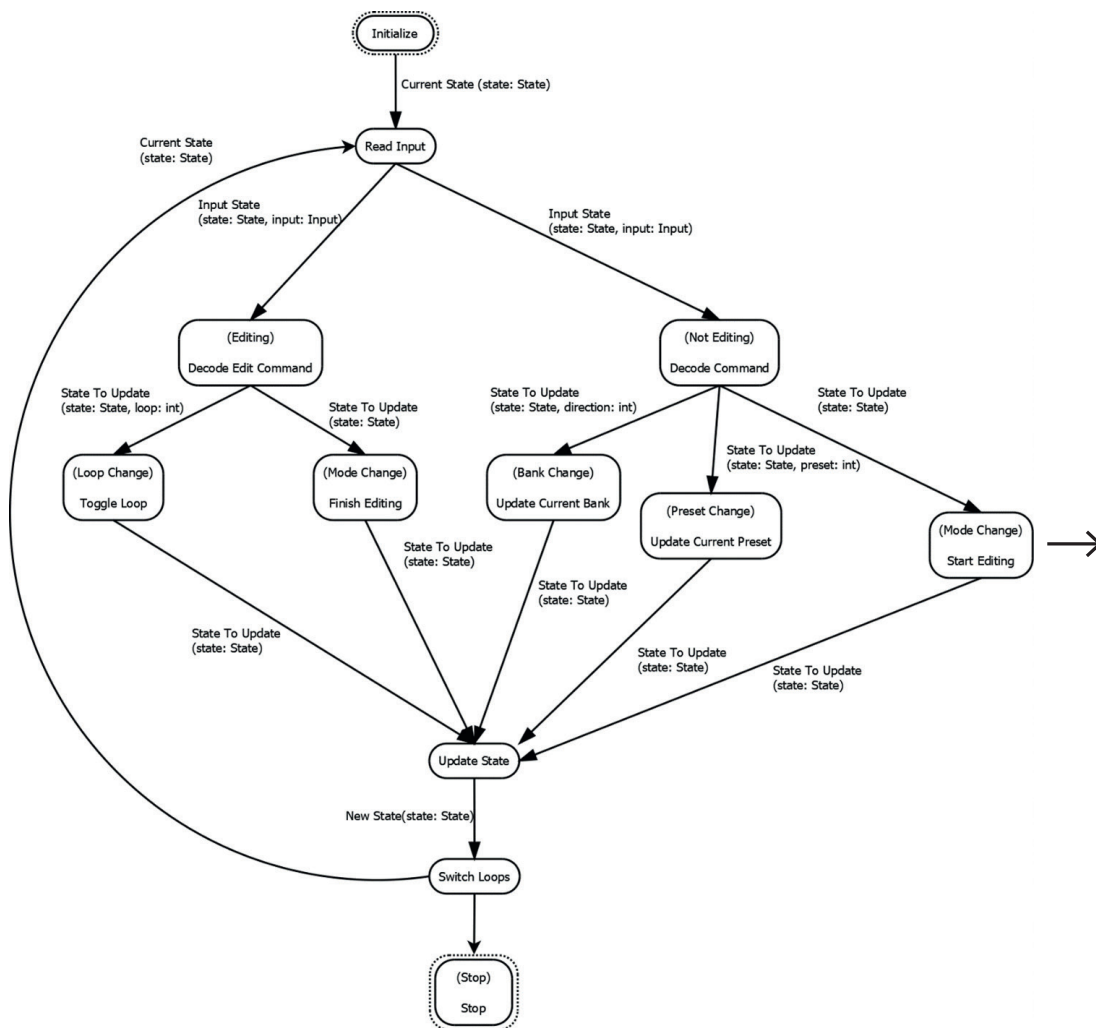 Initialize
Current State (state: State)
Current State
(state: State)
Read Input
Input State
(state: State, input: Input)
Input State
(state: State, input: Input)
(Editing)
Decode Edit Command
(Not Editing)
Decode Command
State To Update
(state: State, loop: int)
State To Update
(state: State)
State To Update
(state: State, direction: int)
State To Update
(state: State, preset: int)
State To Update
(state: State)
(Loop Change)
Toggle Loop
(Mode Change)
Finish Editing
(Bank Change)
Update Current Bank
(Preset Change)
Update Current Preset
(Mode Change)
Start Editing
State To Update
(state: State)
State To Update
(state: State)
State To Update
(state: State)
State To Update
(state: State)
State To Update
(state: State)
Update State
New State(state: State)
Switch Loops
(Stop)
Stop